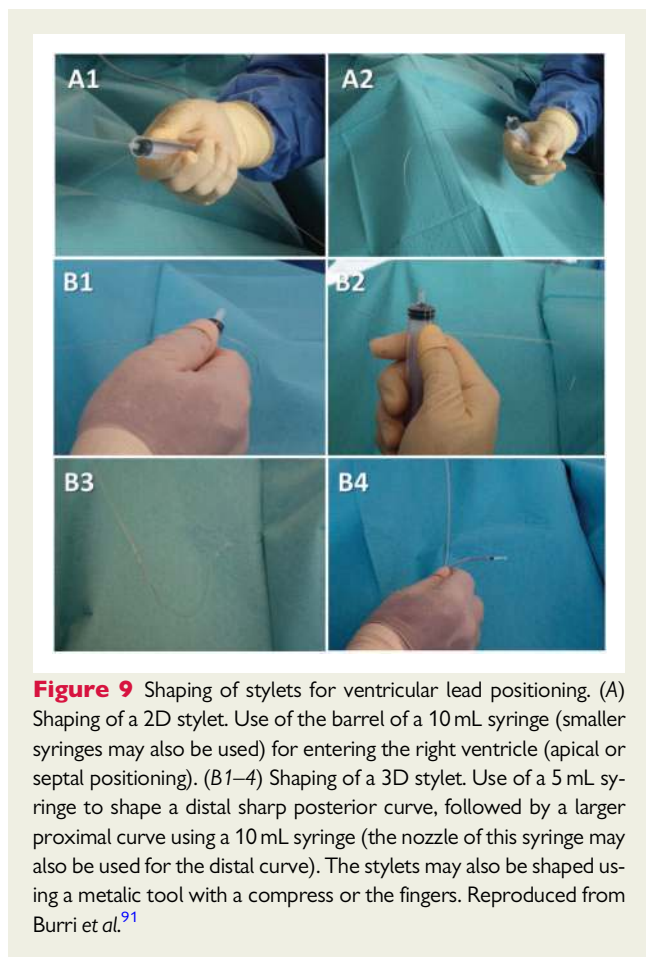 A1
A2
B1
B2
B3
B4
Figure 9 Shaping of stylets for ventricular lead positioning. (A)
Shaping of a 2D stylet. Use of the barrel of a 10 mL syringe (smaller
syringes may also be used) for entering the right ventricle (apical or
septal positioning). (B1–4) Shaping of a 3D stylet. Use of a 5 mL sy-
ringe to shape a distal sharp posterior curve, followed by a larger
proximal curve using a 10 mL syringe (the nozzle of this syringe may
also be used for the distal curve). The stylets may also be shaped us-
ing a metalic tool with a compress or the fingers. Reproduced from
Burri et al.91